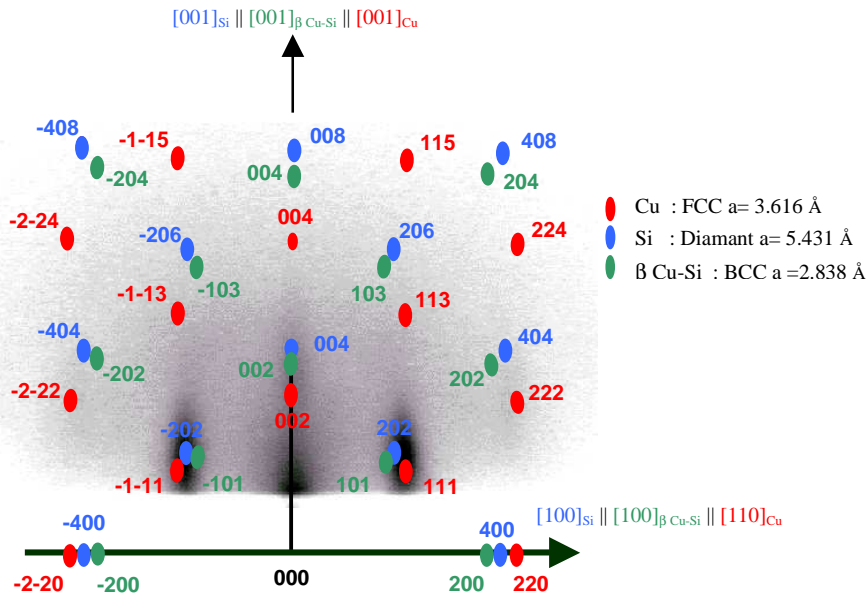 [001]Si || [001]β Cu-Si || [001]Cu
-408 -1-15 008 115 408
-204 004 204
-2-24 -206 004 206 224
-103 103
-1-13 113
-404 004 404
-202 002 202
-2-22 002 222
-202 202
-1-11 -101 101 111
Cu : FCC a= 3.616 Å
Si : Diamant a= 5.431 Å
β Cu-Si : BCC a =2.838 Å
[100]Si || [100]β Cu-Si || [110]Cu
-400 400
-2-20 -200 000 200 220